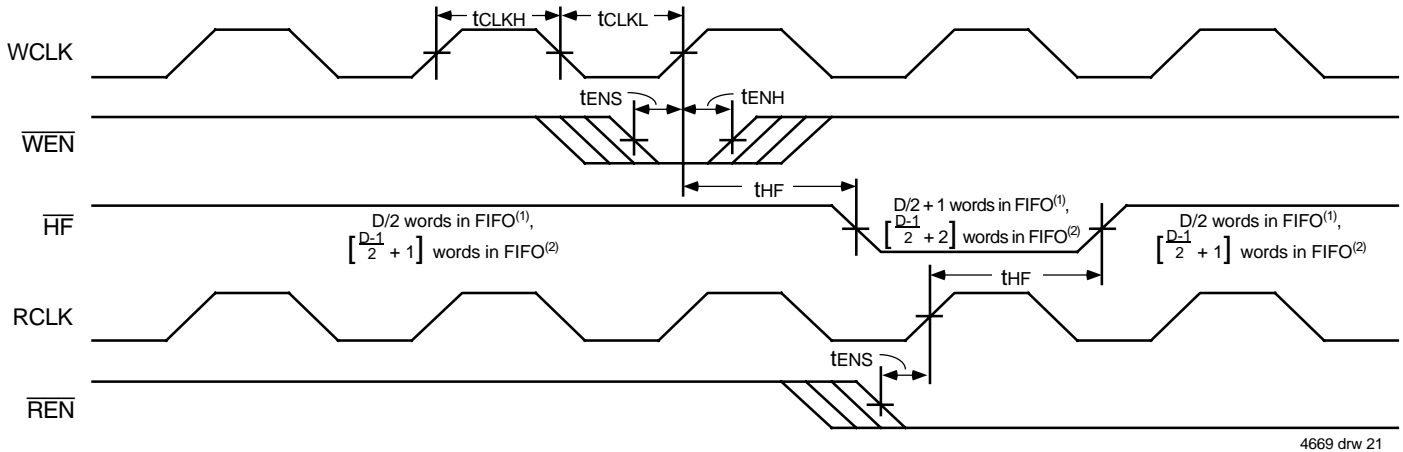 tCLKH
tCLKL
WCLK
tENS
tENH
WEN
tHF
HF
D/2 words in FIFO(1),
[D-1/2 + 1] words in FIFO(2)
D/2 + 1 words in FIFO(1),
[D-1/2 + 2] words in FIFO(2)
D/2 words in FIFO(1),
[D-1/2 + 1] words in FIFO(2)
tHF
RCLK
tENS
REN
4669 drw 21